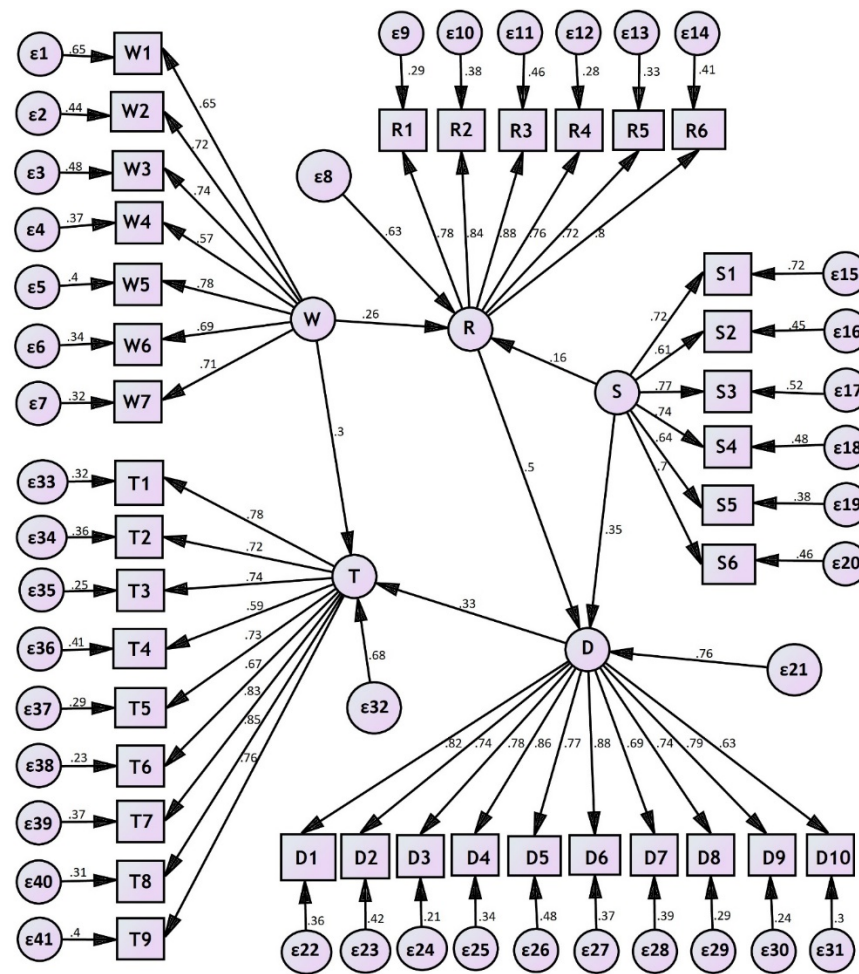 ε9 ε10 ε11 ε12 ε13 ε14
.29 .38 .46 .28 .33 .41
R1 R2 R3 R4 R5 R6
.78 .84 .88 .76 .72 .8
ε8 .63
ε1 .65 W1 .65
ε2 .44 W2 .72
ε3 .48 W3 .74
ε4 .37 W4 .57
ε5 .4 W5 .78
ε6 .34 W6 .69
ε7 .32 W7 .71
W .26 R .16 S
.72 S1 .72 ε15
.61 S2 .45 ε16
.77 S3 .52 ε17
.74 S4 .48 ε18
.64 S5 .38 ε19
.7 S6 .46 ε20
.3 .5 .35
ε33 .32 T1 .78
ε34 .36 T2 .72
ε35 .25 T3 .74
ε36 .41 T4 .59
ε37 .29 T5 .73
ε38 .23 T6 .67
ε39 .37 T7 .83
ε40 .31 T8 .85
ε41 .4 T9 .76
T .33 D .76 ε21
.68
ε32
.82 .74 .78 .86 .77 .88 .69 .74 .79 .63
D1 D2 D3 D4 D5 D6 D7 D8 D9 D10
.36 .42 .21 .34 .48 .37 .39 .29 .24 .3
ε22 ε23 ε24 ε25 ε26 ε27 ε28 ε29 ε30 ε31